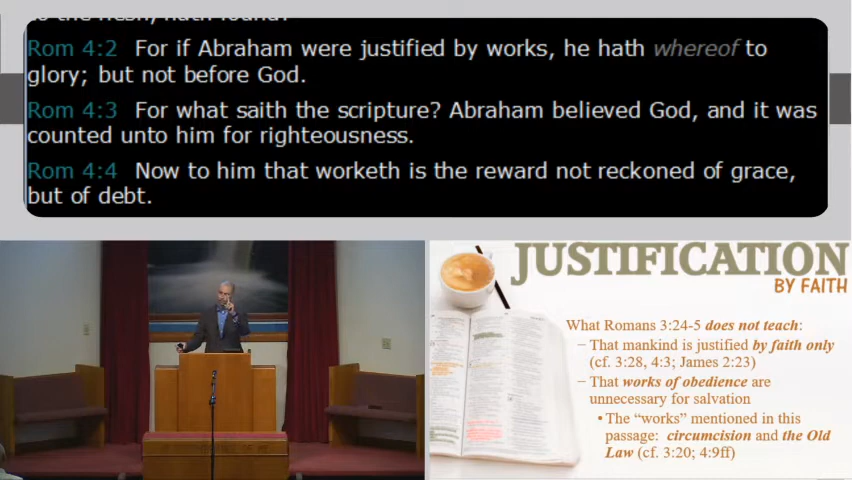 to the flesh, hath found?
Rom 4:2 For if Abraham were justified by works, he hath whereof to
glory; but not before God.
Rom 4:3 For what saith the scripture? Abraham believed God, and it was
counted unto him for righteousness.
Rom 4:4 Now to him that worketh is the reward not reckoned of grace,
but of debt.
JUSTIFICATION
BY FAITH
What Romans 3:24-5 does not teach:
– That mankind is justified by faith only
(cf. 3:28, 4:3; James 2:23)
– That works of obedience are
unnecessary for salvation
• The “works” mentioned in this
passage: circumcision and the Old
Law (cf. 3:20; 4:9ff)